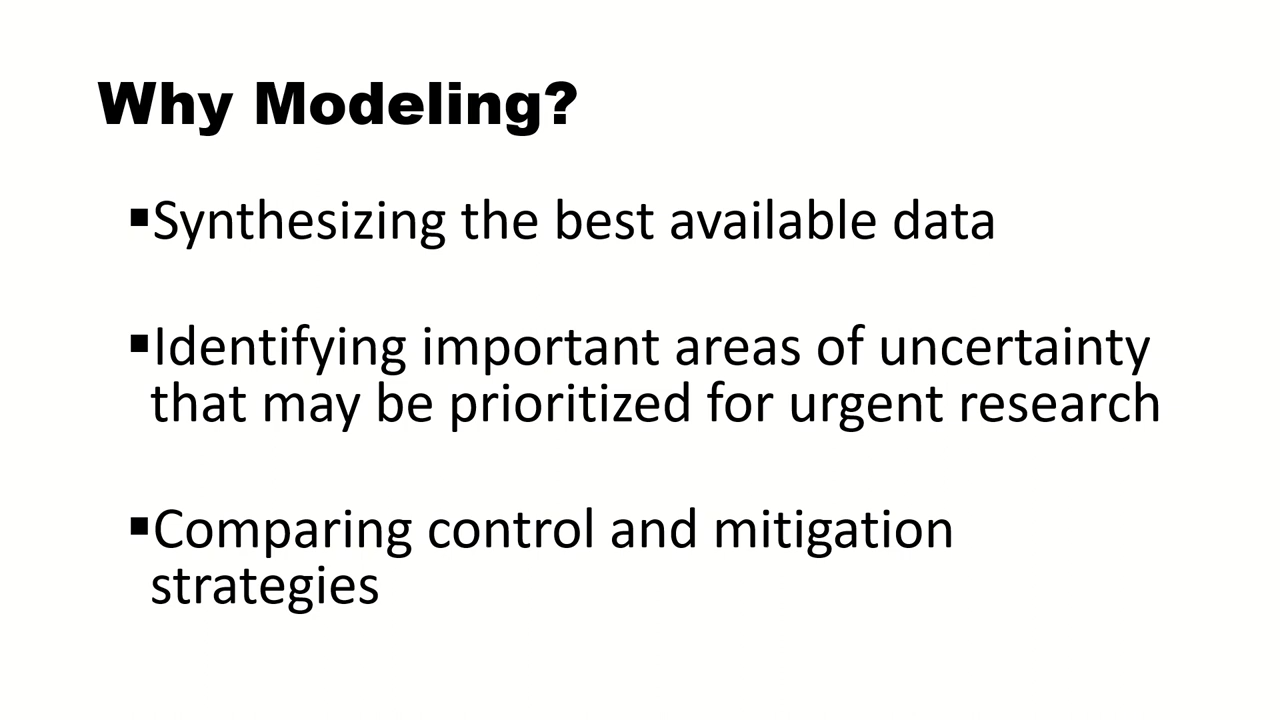 Why Modeling?
▪Synthesizing the best available data
▪Identifying important areas of uncertainty
that may be prioritized for urgent research
▪Comparing control and mitigation
strategies